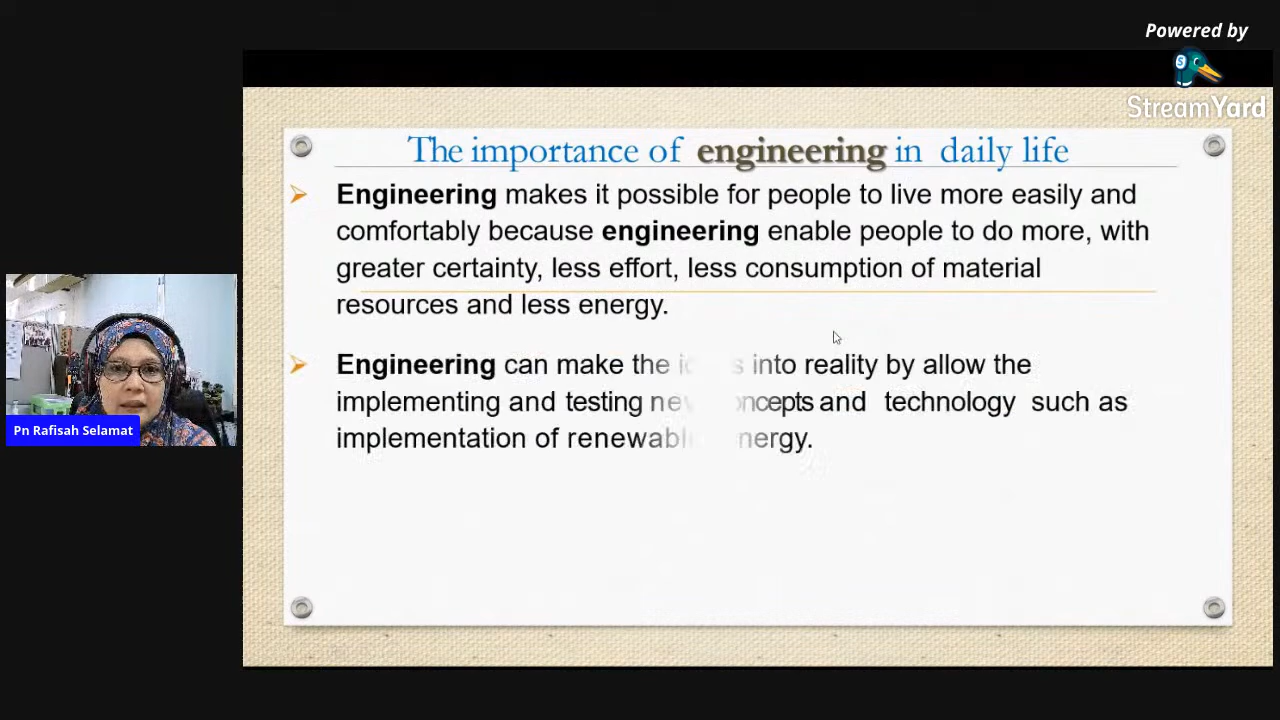 Powered by
StreamYard
The importance of engineering in daily life
Engineering makes it possible for people to live more easily and
comfortably because engineering enable people to do more, with
greater certainty, less effort, less consumption of material
resources and less energy.
Engineering can make the into reality by allow the
implementing and testing and technology such as
implementation of renewable energy.
Pn Rafisah Selamat